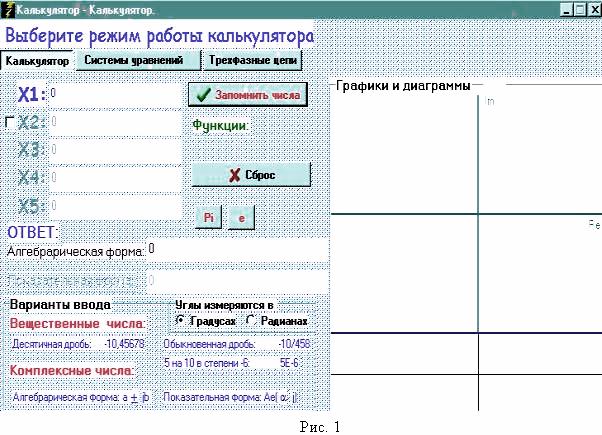 Калькулятор - Калькулятор.
Выберите режим работы калькулятора
Калькулятор Системы уравнений Трехфазные цепи
X1: 0 Запомнить числа
X2: 0 Функции:
X3: 0
X4: 0 Сброс
X5: 0
Pi e
ОТВЕТ:
Алгебраическая форма: 0
Показательная форма: 0
Варианты ввода Углы измеряются в
Вещественные числа: Градусах Радианах
Десятичная дробь: -10,45678 Обыкновенная дробь: -10/458
5 на 10 в степени -6: 5E-6
Комплексные числа:
Алгебрарическая форма: a + jb Показательная форма: Ae| α |
Графики и диаграммы
Im
Re
Рис. 1